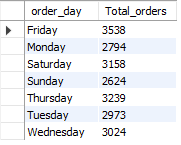 order_day Total_orders
Friday 3538
Monday 2794
Saturday 3158
Sunday 2624
Thursday 3239
Tuesday 2973
Wednesday 3024